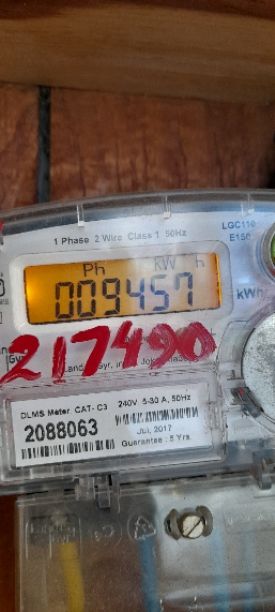 LGC110
E150
1 Phase 2 Wire Class 1 50Hz
Ph kW h
009457
kWh
217490
DLMS Meter CAT- C3 240V 5-30 A, 50Hz
2088063
Jul, 2017
Guarantee : 5 Yrs.